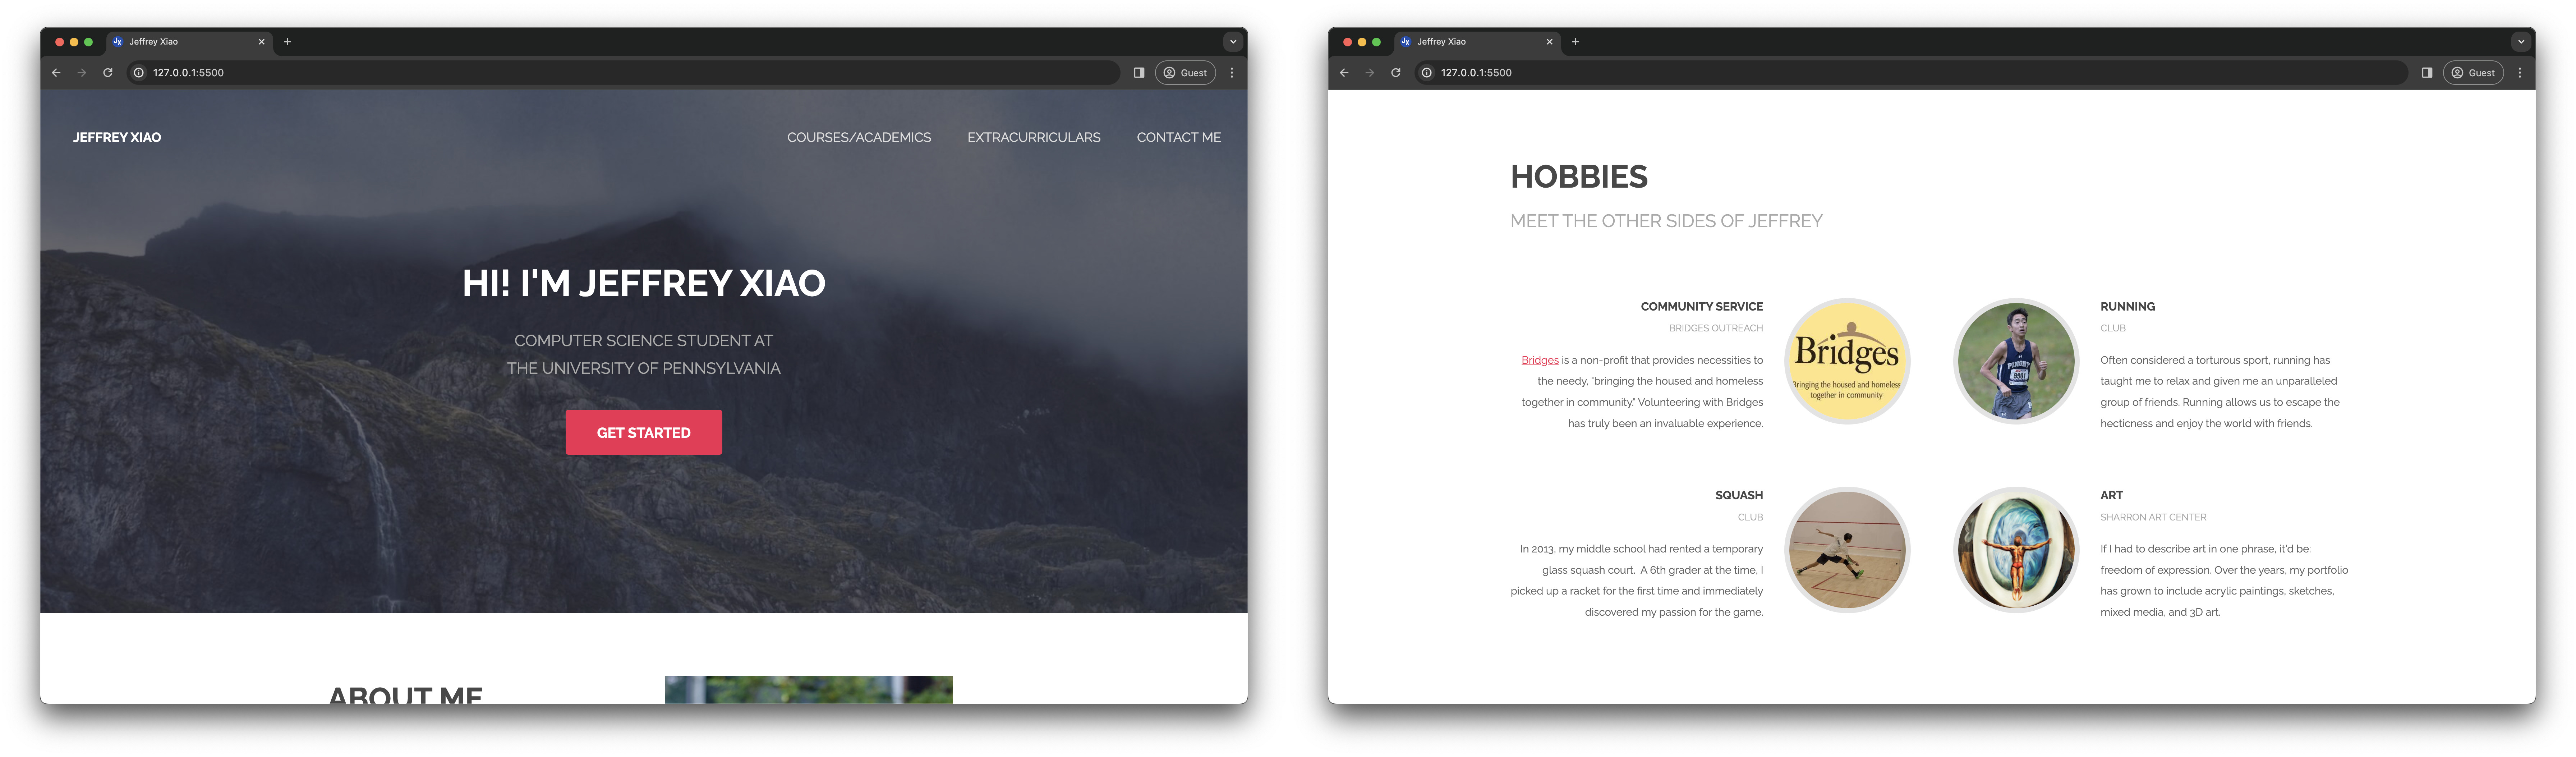 Jeffrey Xiao
127.0.0.1:5500
Guest
JEFFREY XIAO
COURSES/ACADEMICS
EXTRACURRICULARS
CONTACT ME
HI! I'M JEFFREY XIAO
COMPUTER SCIENCE STUDENT AT
THE UNIVERSITY OF PENNSYLVANIA
GET STARTED
ABOUT ME
Jeffrey Xiao
127.0.0.1:5500
Guest
HOBBIES
MEET THE OTHER SIDES OF JEFFREY
COMMUNITY SERVICE
BRIDGES OUTREACH
Bridges is a non-profit that provides necessities to
the needy, "bringing the housed and homeless
together in community." Volunteering with Bridges
has truly been an invaluable experience.
Bridges
Bringing the housed and homeless
together in community
RUNNING
CLUB
Often considered a torturous sport, running has
taught me to relax and given me an unparalleled
group of friends. Running allows us to escape the
hecticness and enjoy the world with friends.
SQUASH
CLUB
In 2013, my middle school had rented a temporary
glass squash court.  A 6th grader at the time, I
picked up a racket for the first time and immediately
discovered my passion for the game.
ART
SHARRON ART CENTER
If I had to describe art in one phrase, it'd be:
freedom of expression. Over the years, my portfolio
has grown to include acrylic paintings, sketches,
mixed media, and 3D art.